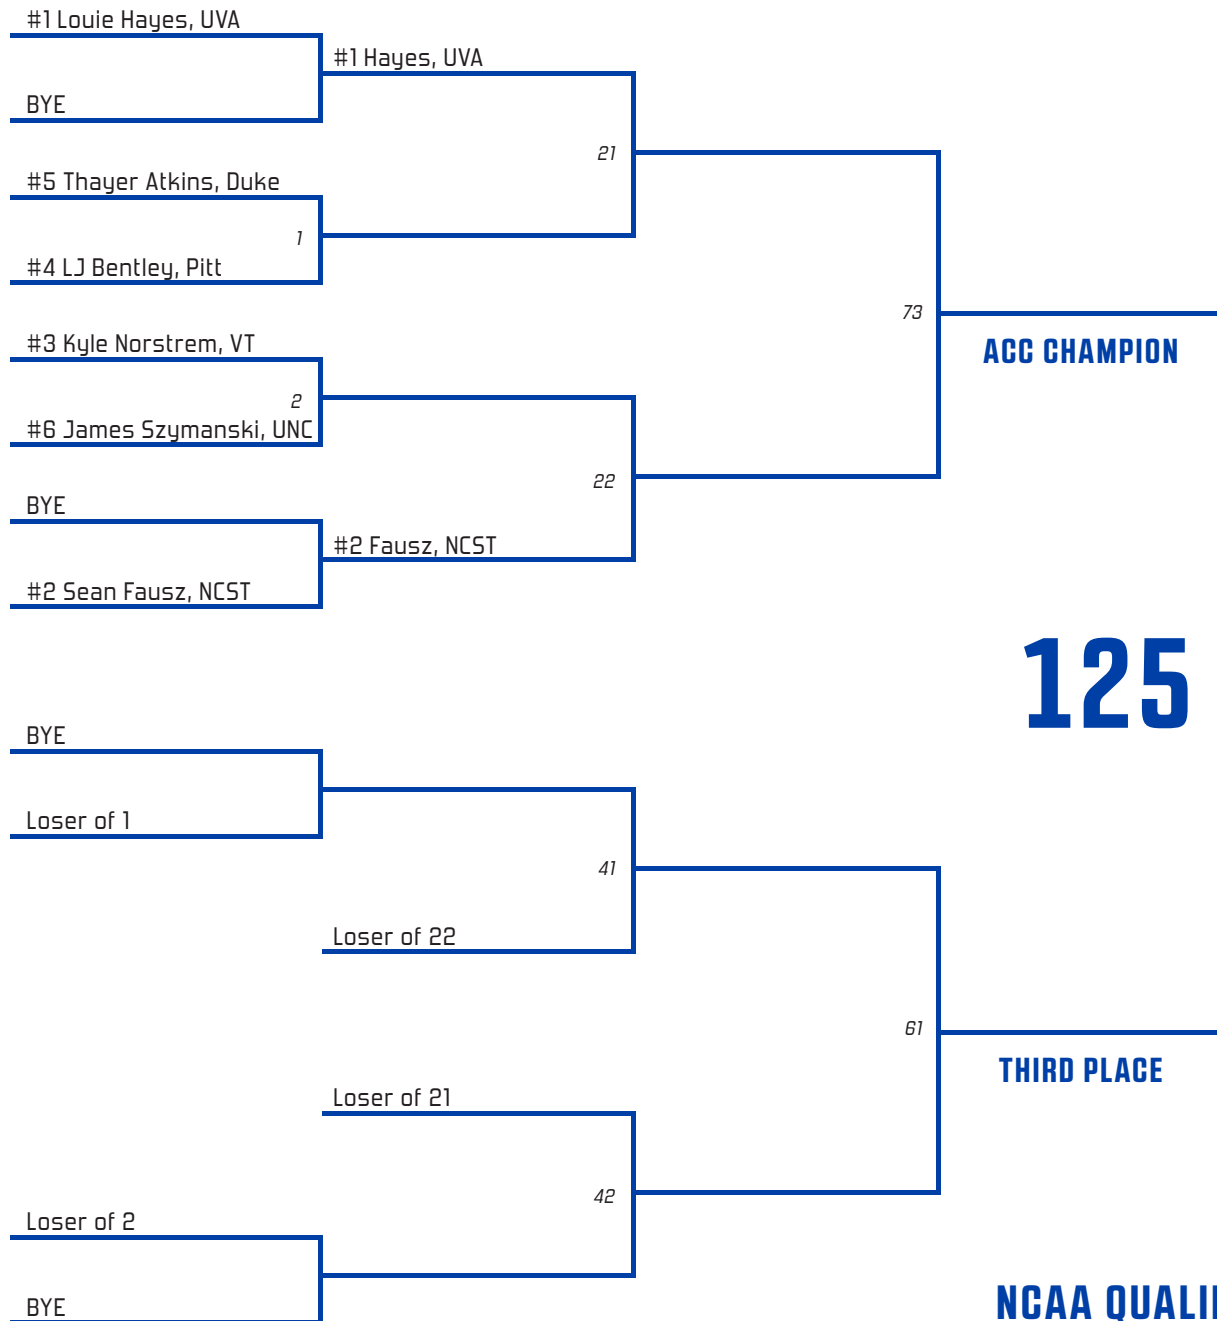 #1 Louie Hayes, UVA
#1 Hayes, UVA
BYE
21
#5 Thayer Atkins, Duke
1
#4 LJ Bentley, Pitt
73
ACC CHAMPION
#3 Kyle Norstrem, VT
2
#6 James Szymanski, UNC
22
BYE
#2 Fausz, NCST
#2 Sean Fausz, NCST
125
BYE
Loser of 1
41
Loser of 22
61
THIRD PLACE
Loser of 21
42
Loser of 2
BYE
NCAA